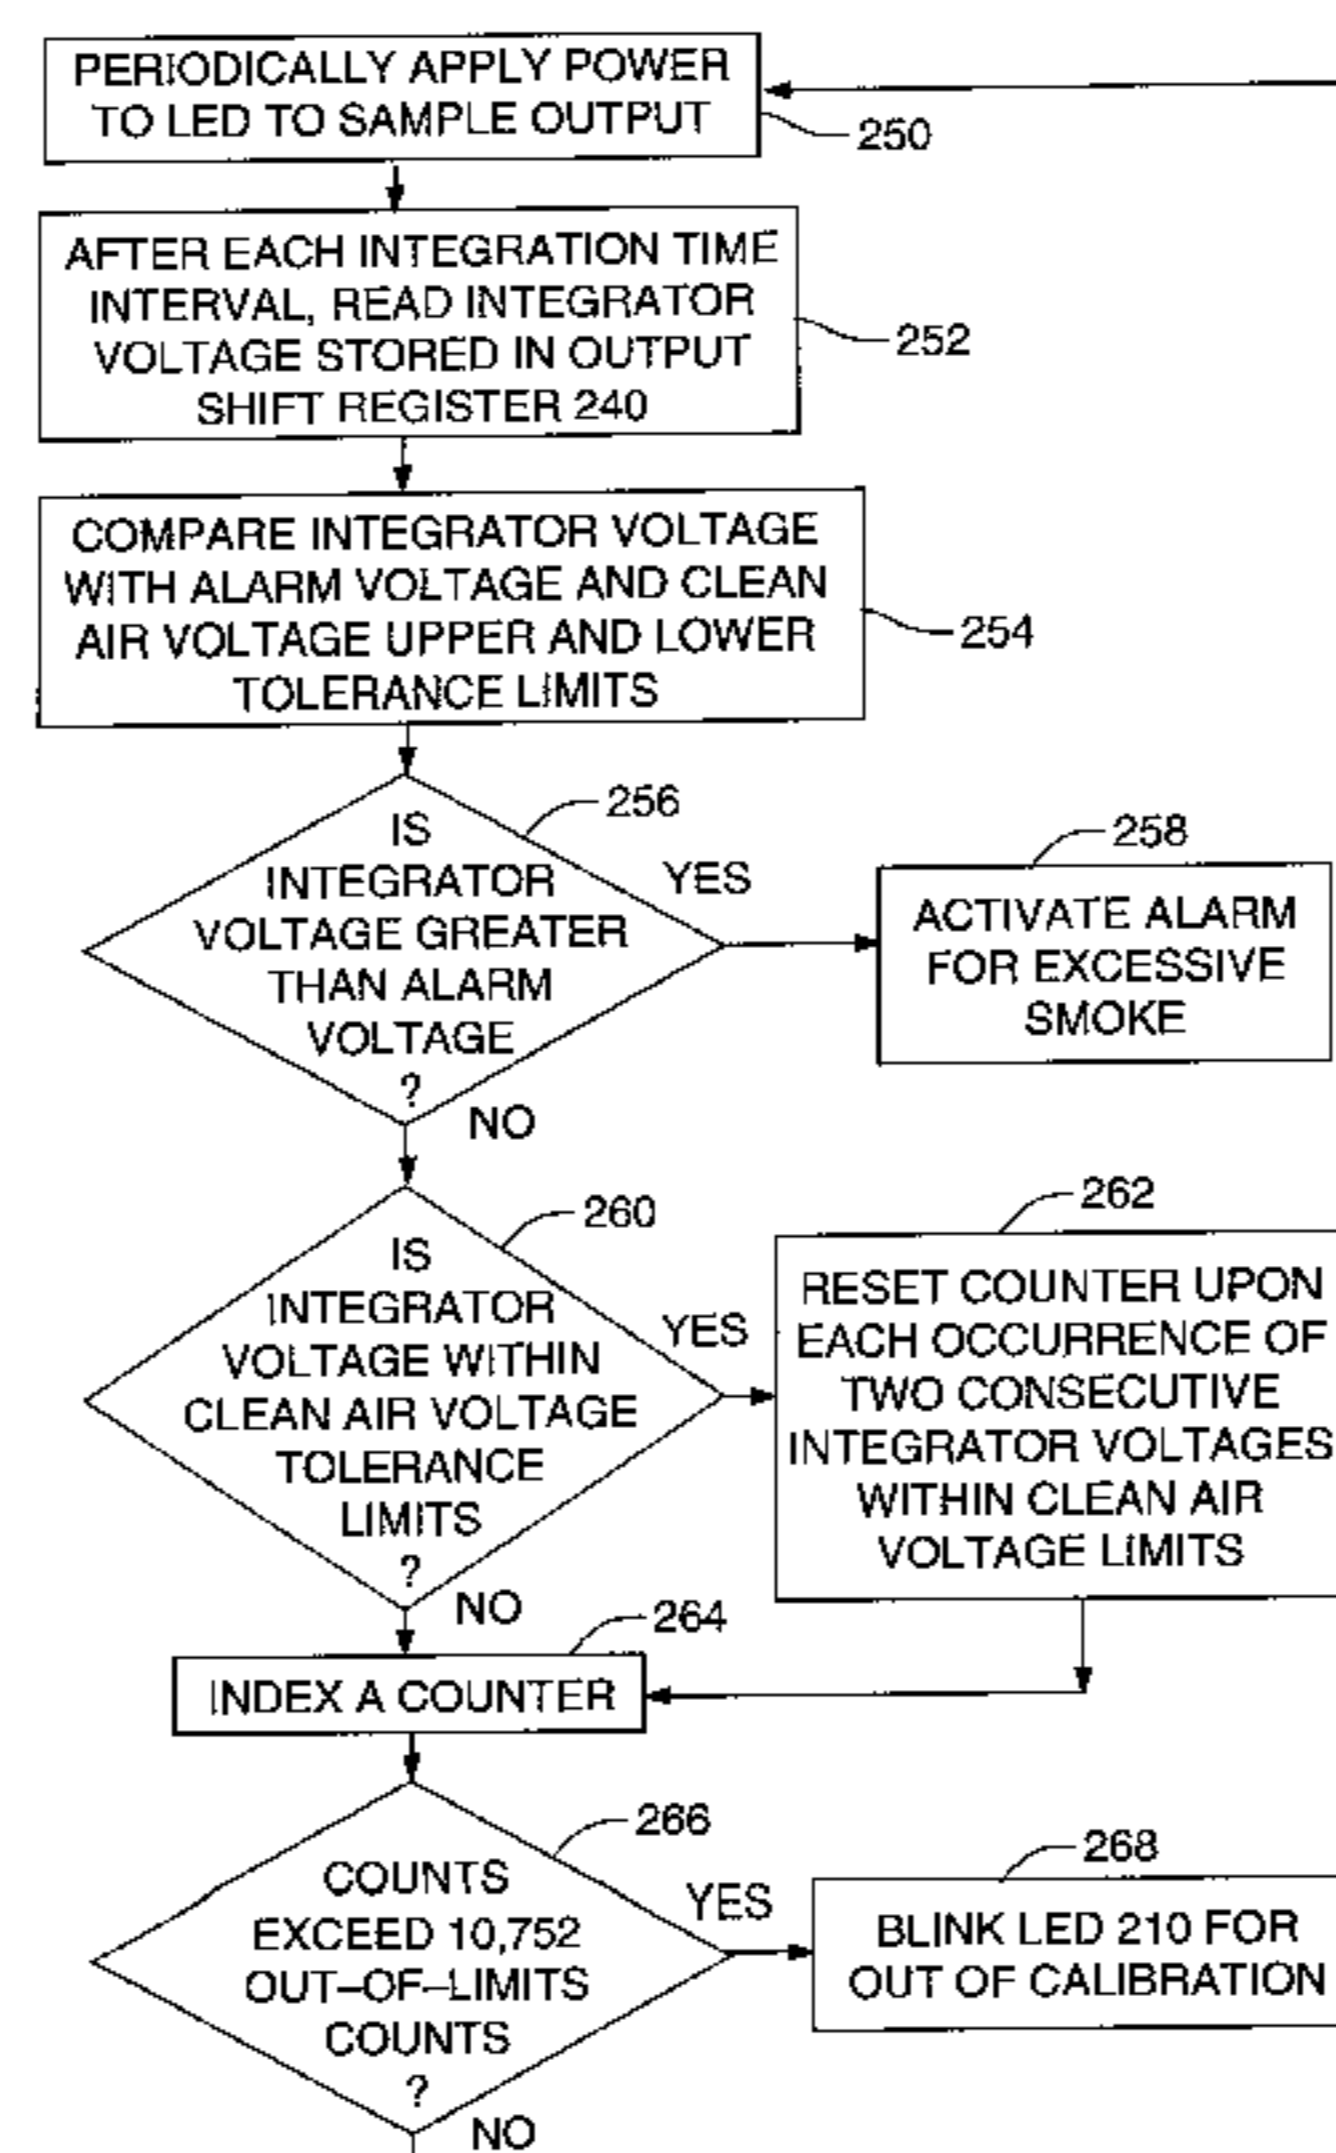 PERIODICALLY APPLY POWER
TO LED TO SAMPLE OUTPUT
250
AFTER EACH INTEGRATION TIME
INTERVAL, READ INTEGRATOR
VOLTAGE STORED IN OUTPUT
SHIFT REGISTER 240
252
COMPARE INTEGRATOR VOLTAGE
WITH ALARM VOLTAGE AND CLEAN
AIR VOLTAGE UPPER AND LOWER
TOLERANCE LIMITS
254
IS
INTEGRATOR
VOLTAGE GREATER
THAN ALARM
VOLTAGE
?
256
YES
NO
258
ACTIVATE ALARM
FOR EXCESSIVE
SMOKE
IS
INTEGRATOR
VOLTAGE WITHIN
CLEAN AIR VOLTAGE
TOLERANCE
LIMITS
?
260
YES
NO
262
RESET COUNTER UPON
EACH OCCURRENCE OF
TWO CONSECUTIVE
INTEGRATOR VOLTAGES
WITHIN CLEAN AIR
VOLTAGE LIMITS
264
INDEX A COUNTER
COUNTS
EXCEED 10,752
OUT–OF–LIMITS
COUNTS
?
266
YES
NO
268
BLINK LED 210 FOR
OUT OF CALIBRATION